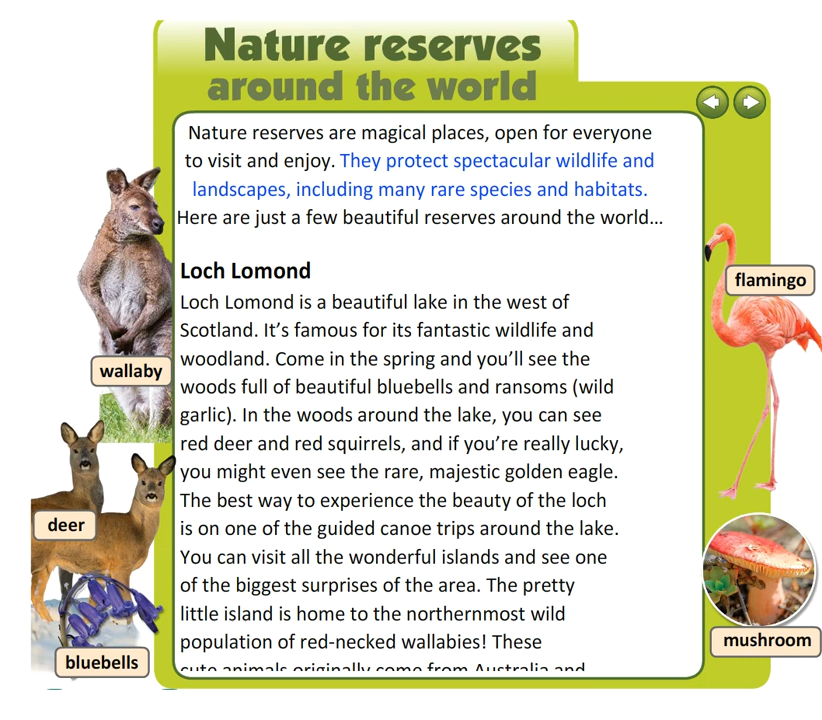 Nature reserves
around the world
Nature reserves are magical places, open for everyone
to visit and enjoy. They protect spectacular wildlife and
landscapes, including many rare species and habitats.
Here are just a few beautiful reserves around the world...
Loch Lomond
Loch Lomond is a beautiful lake in the west of
Scotland. It's famous for its fantastic wildlife and
woodland. Come in the spring and you'll see the
woods full of beautiful bluebells and ransoms (wild
garlic). In the woods around the lake, you can see
red deer and red squirrels, and if you're really lucky,
you might even see the rare, majestic golden eagle.
The best way to experience the beauty of the loch
is on one of the guided canoe trips around the lake.
You can visit all the wonderful islands and see one
of the biggest surprises of the area. The pretty
little island is home to the northernmost wild
population of red-necked wallabies! These
cute animals originally come from Australia and
wallaby
deer
bluebells
flamingo
mushroom